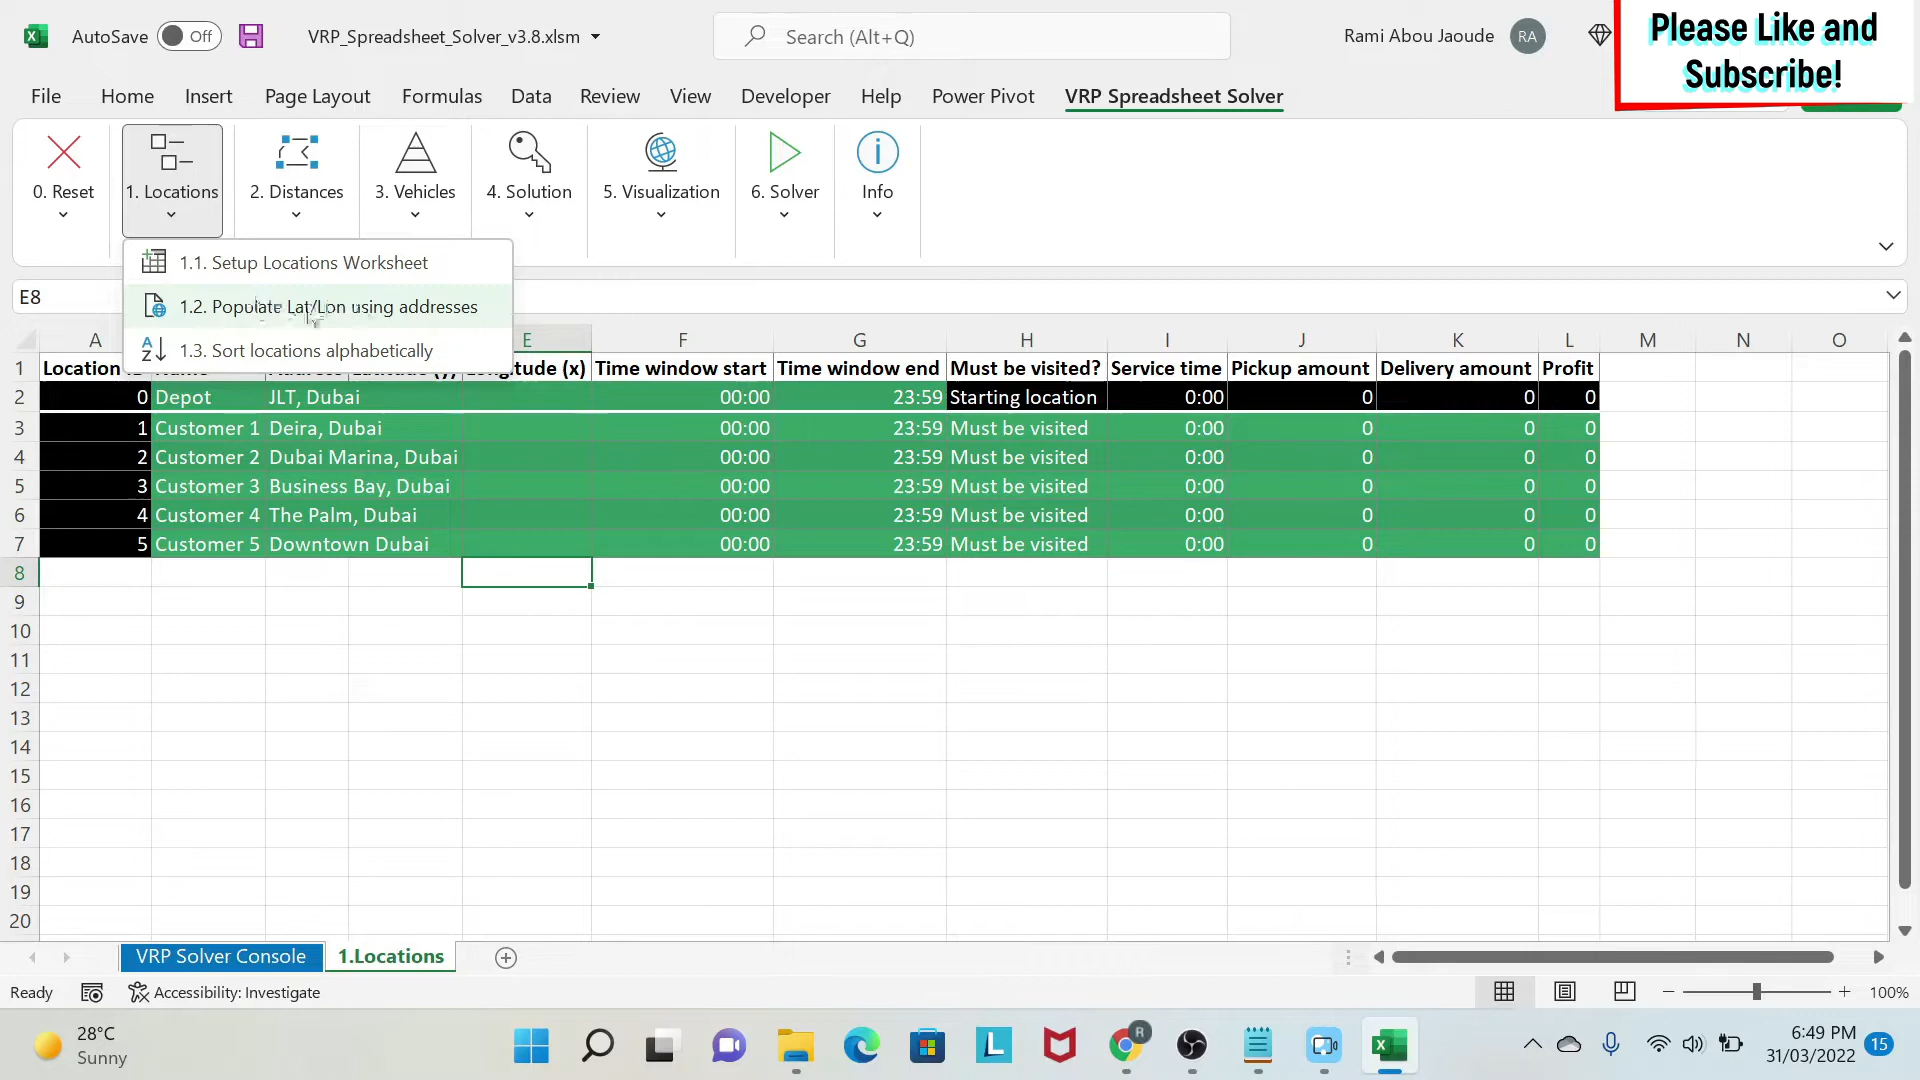 AutoSave Off VRP_Spreadsheet_Solver_v3.8.xlsm Search (Alt+Q) Rami Abou Jaoude RA
Please Like and
Subscribe!
File Home Insert Page Layout Formulas Data Review View Developer Help Power Pivot VRP Spreadsheet Solver
0. Reset 1. Locations 2. Distances 3. Vehicles 4. Solution 5. Visualization 6. Solver Info
1.1. Setup Locations Worksheet
1.2. Populate Lat/Lon using addresses
1.3. Sort locations alphabetically
E8
A E F G H I J K L M N O
1 Location (x) Time window start Time window end Must be visited? Service time Pickup amount Delivery amount Profit
2 0 Depot JLT, Dubai 00:00 23:59 Starting location 0:00 0 0 0
3 1 Customer 1 Deira, Dubai 00:00 23:59 Must be visited 0:00 0 0 0
4 2 Customer 2 Dubai Marina, Dubai 00:00 23:59 Must be visited 0:00 0 0 0
5 3 Customer 3 Business Bay, Dubai 00:00 23:59 Must be visited 0:00 0 0 0
6 4 Customer 4 The Palm, Dubai 00:00 23:59 Must be visited 0:00 0 0 0
7 5 Customer 5 Downtown Dubai 00:00 23:59 Must be visited 0:00 0 0 0
8
9
10
11
12
13
14
15
16
17
18
19
20
VRP Solver Console 1.Locations
Ready Accessibility: Investigate 100%
28°C
Sunny
R
6:49 PM
31/03/2022 15